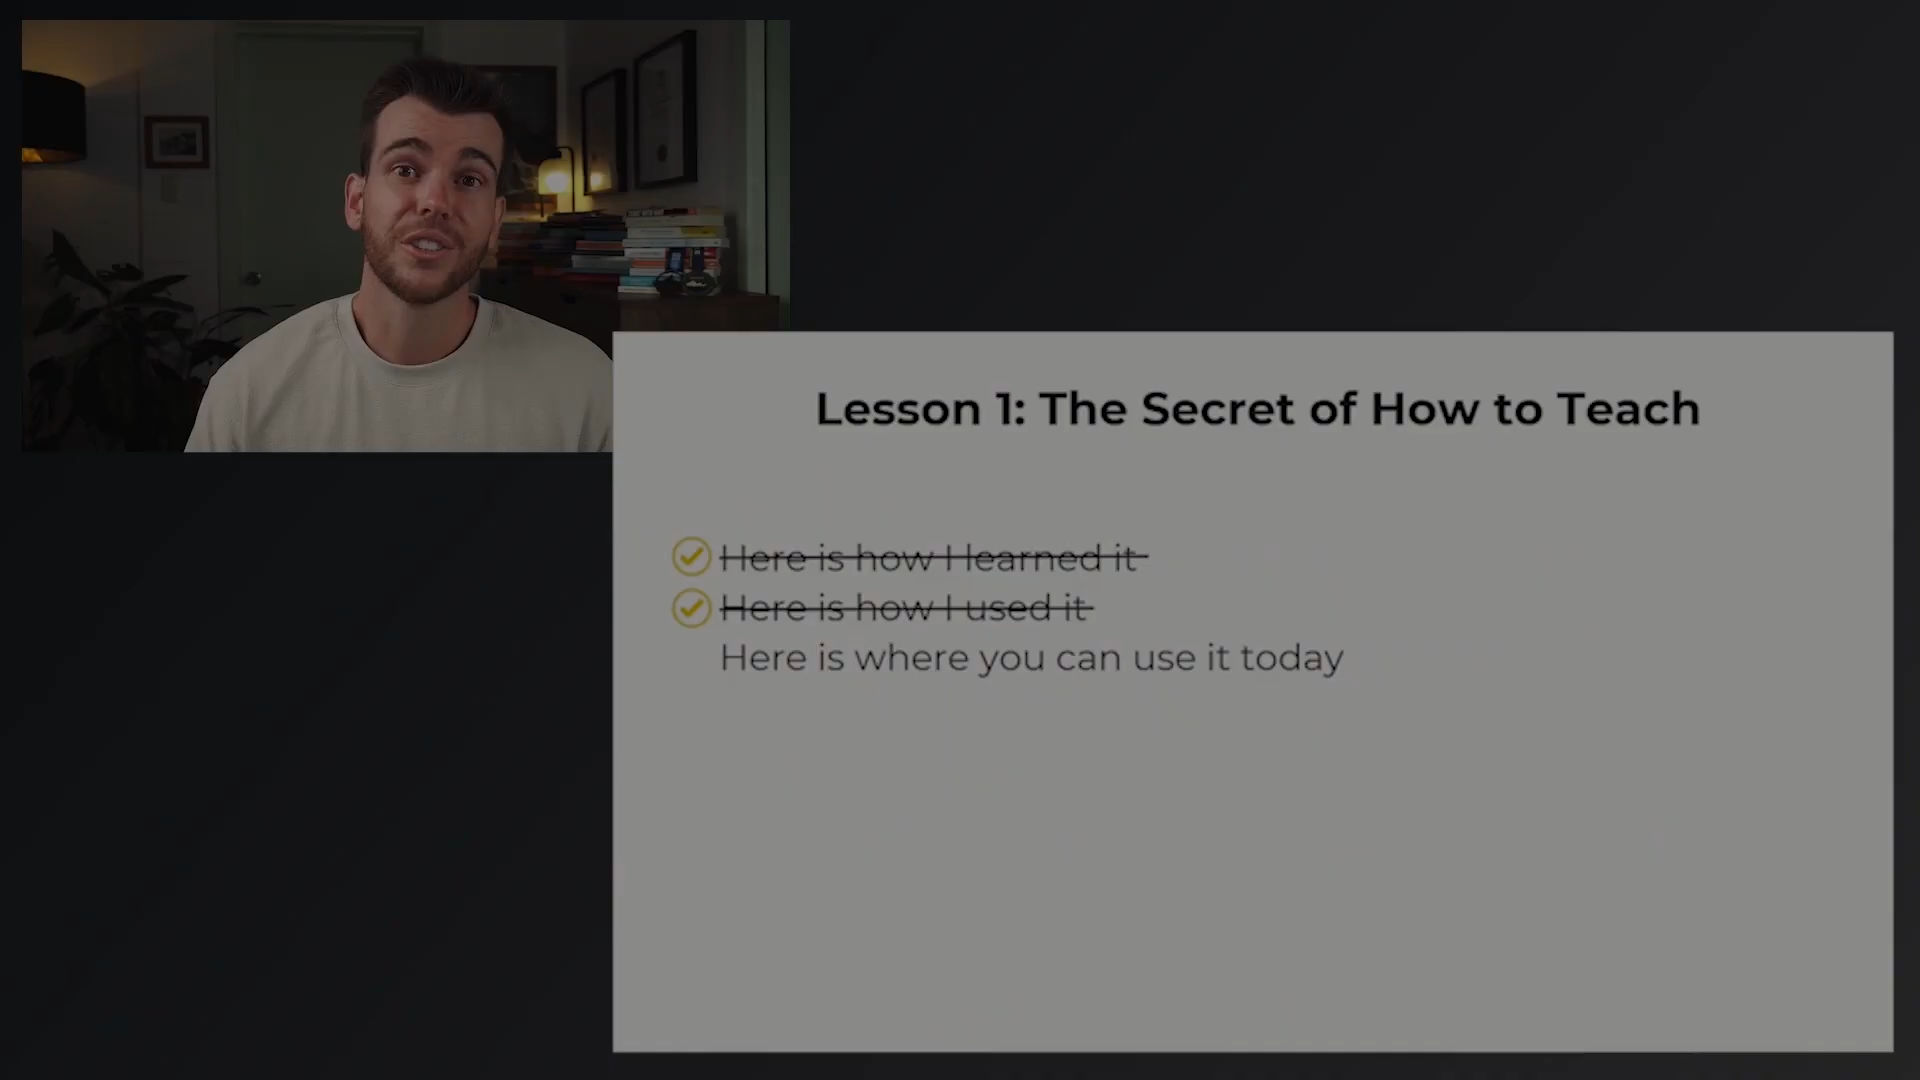 Lesson 1: The Secret of How to Teach
Here is how I learned it
Here is how I used it
Here is where you can use it today